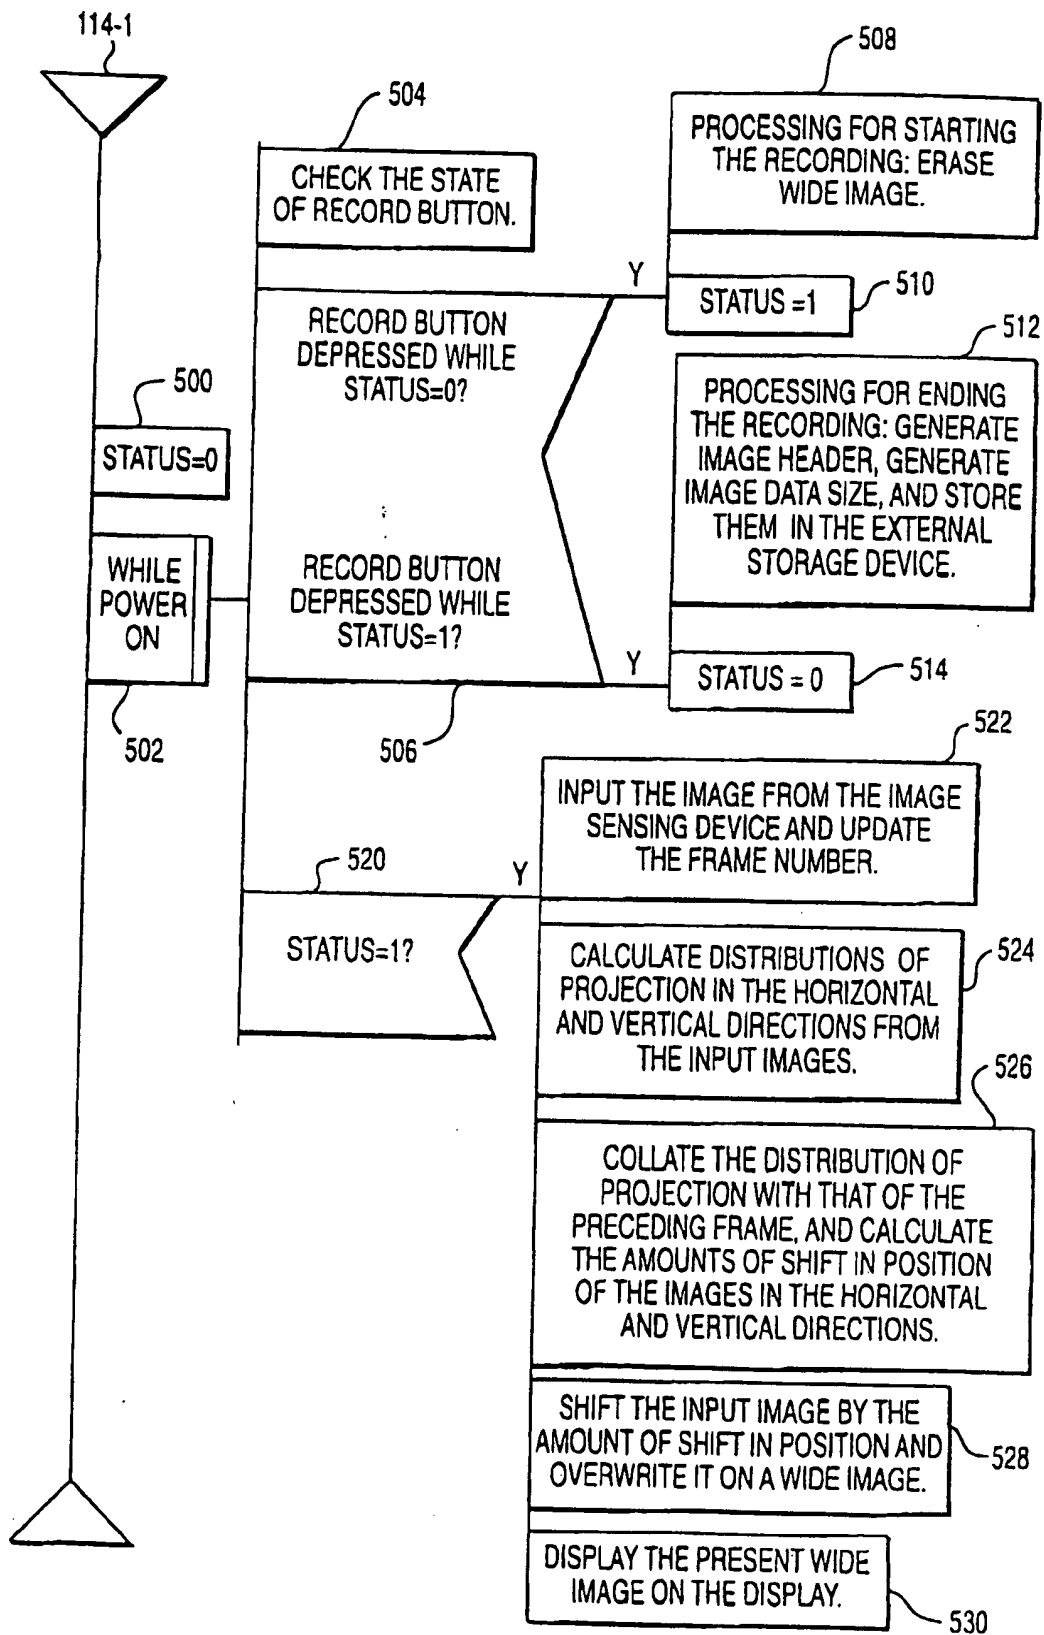 114-1
500
STATUS=0
WHILE
POWER
ON
502
504
CHECK THE STATE
OF RECORD BUTTON.
RECORD BUTTON
DEPRESSED WHILE
STATUS=0?
Y
508
PROCESSING FOR STARTING
THE RECORDING: ERASE
WIDE IMAGE.
STATUS =1
510
RECORD BUTTON
DEPRESSED WHILE
STATUS=1?
Y
506
512
PROCESSING FOR ENDING
THE RECORDING: GENERATE
IMAGE HEADER, GENERATE
IMAGE DATA SIZE, AND STORE
THEM IN THE EXTERNAL
STORAGE DEVICE.
STATUS = 0
514
520
STATUS=1?
Y
522
INPUT THE IMAGE FROM THE IMAGE
SENSING DEVICE AND UPDATE
THE FRAME NUMBER.
524
CALCULATE DISTRIBUTIONS OF
PROJECTION IN THE HORIZONTAL
AND VERTICAL DIRECTIONS FROM
THE INPUT IMAGES.
526
COLLATE THE DISTRIBUTION OF
PROJECTION WITH THAT OF THE
PRECEDING FRAME, AND CALCULATE
THE AMOUNTS OF SHIFT IN POSITION
OF THE IMAGES IN THE HORIZONTAL
AND VERTICAL DIRECTIONS.
SHIFT THE INPUT IMAGE BY THE
AMOUNT OF SHIFT IN POSITION AND
OVERWRITE IT ON A WIDE IMAGE.
528
DISPLAY THE PRESENT WIDE
IMAGE ON THE DISPLAY.
530